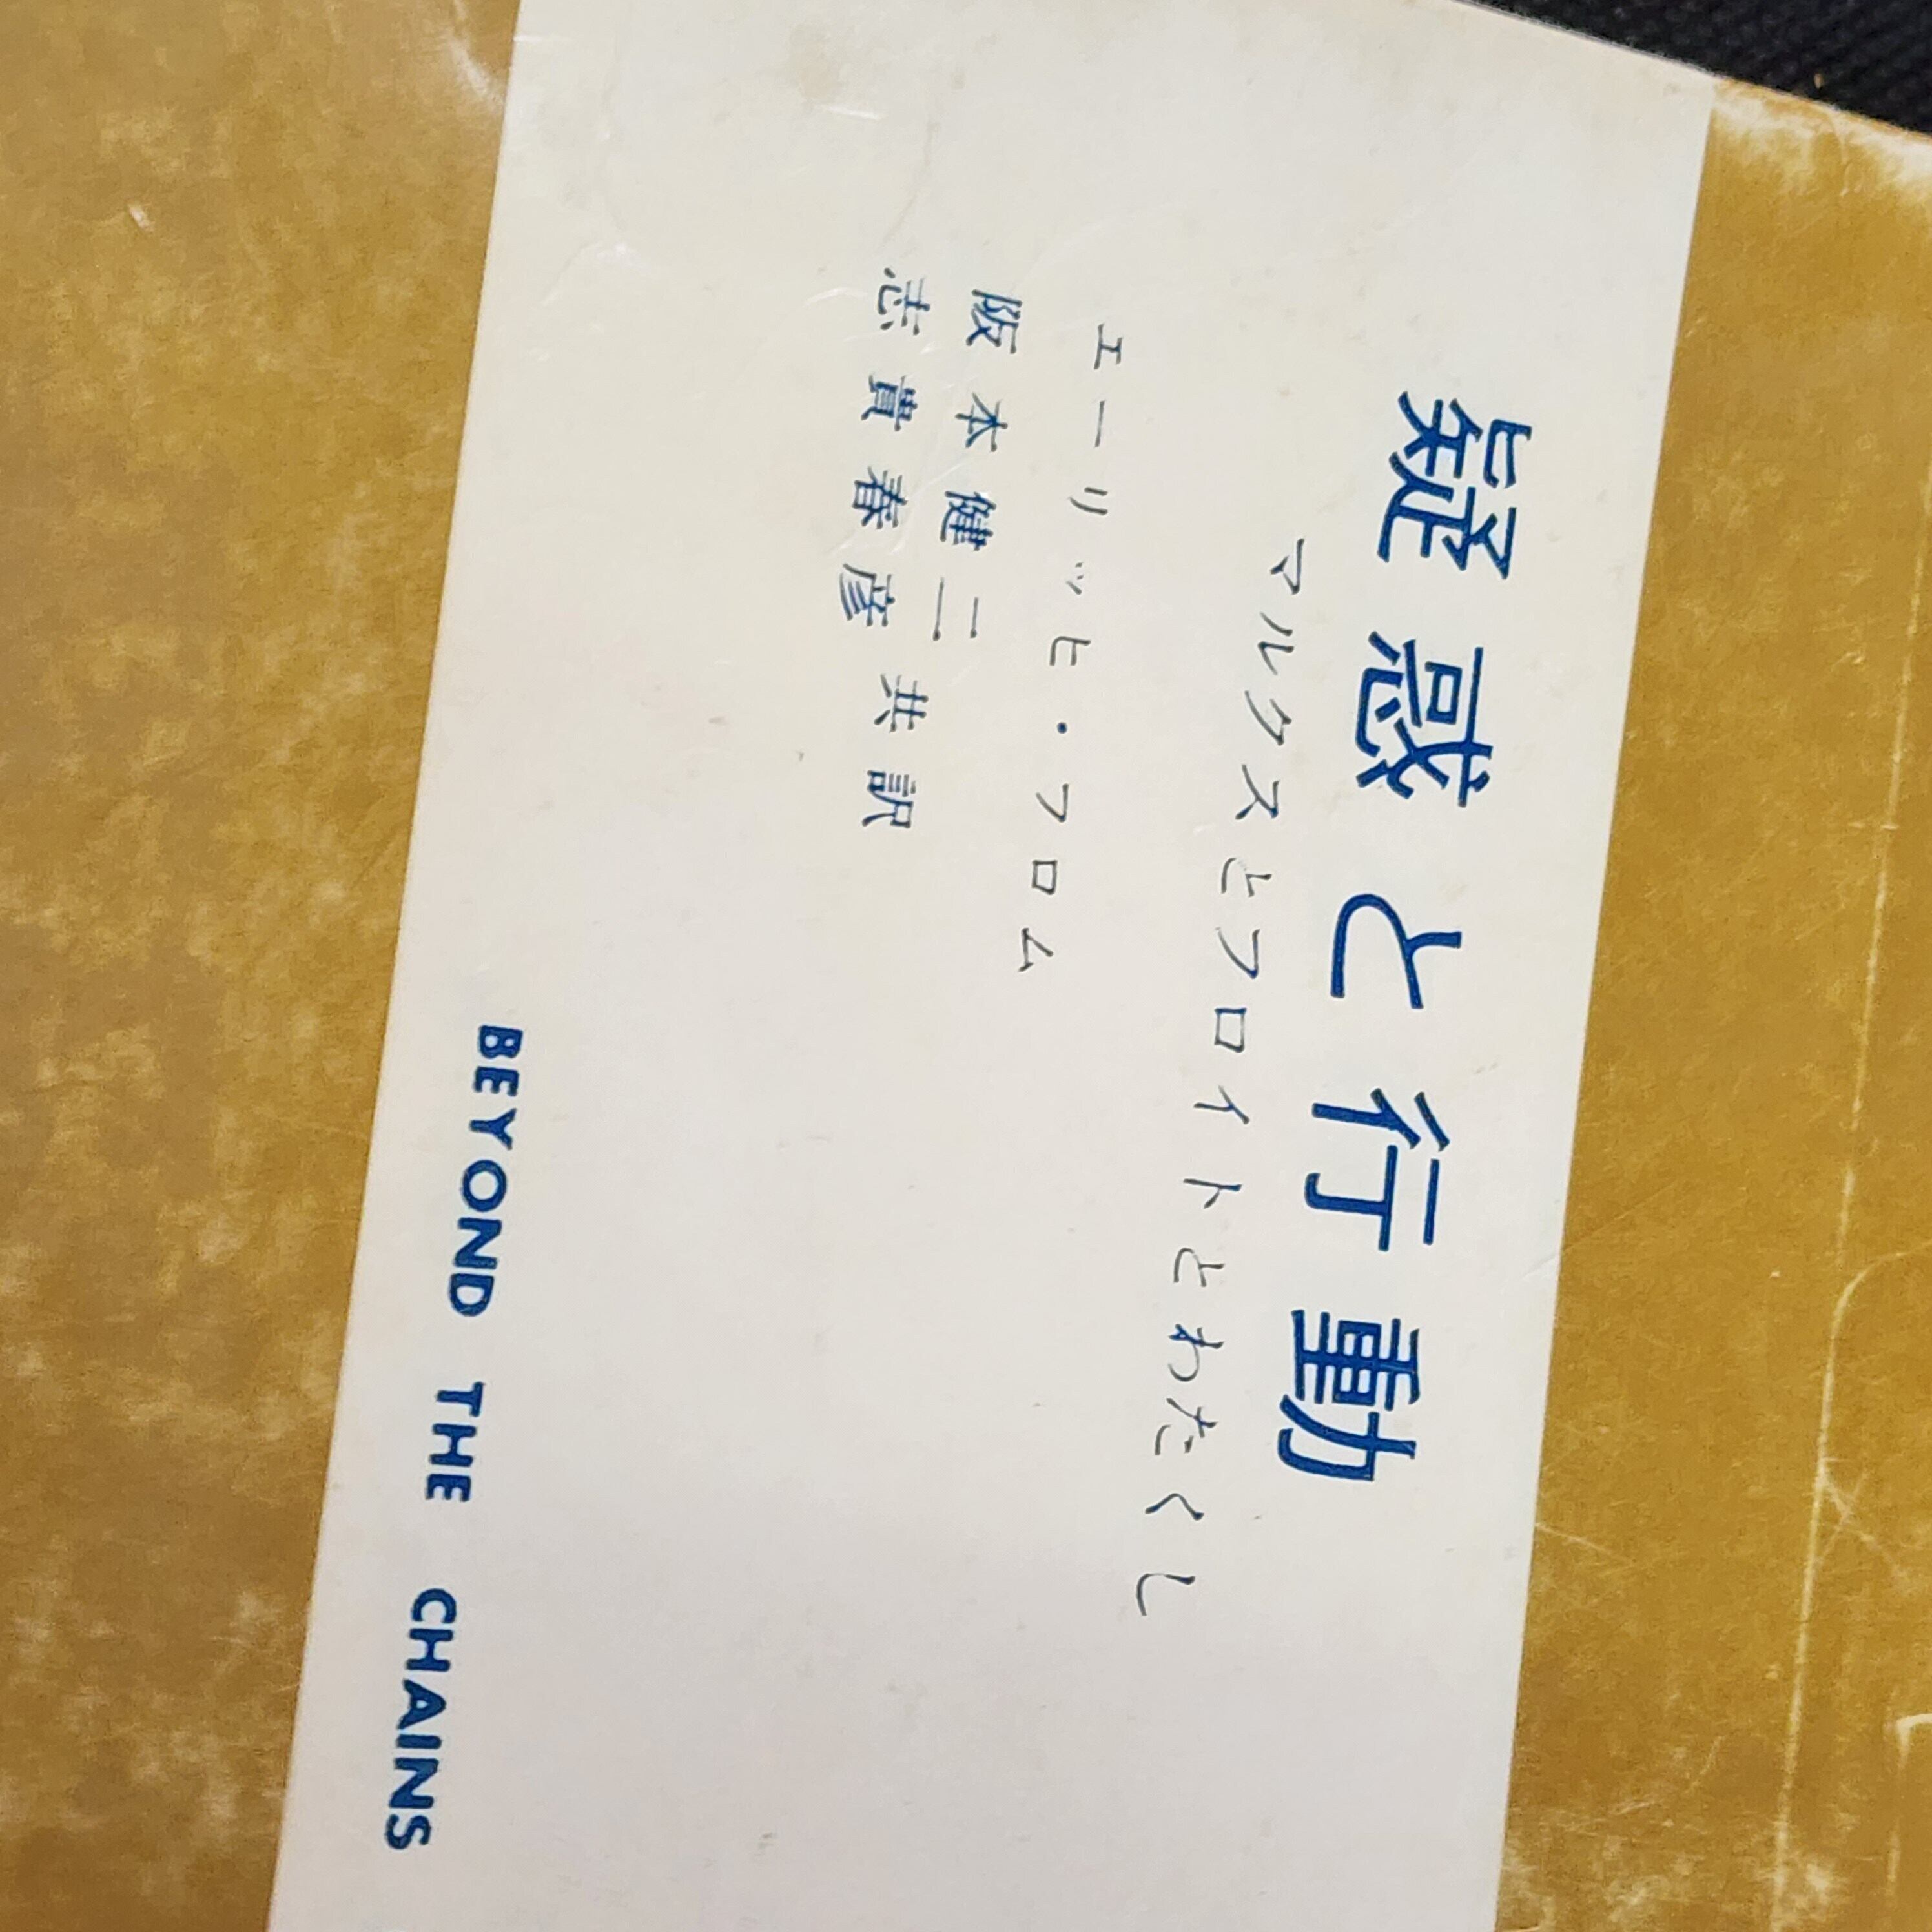 疑惑と行動
マルクスとフロイトとわたくし
エーリッヒ・フロム
阪本健二
志貴春彦
共訳
BEYOND THE CHAINS